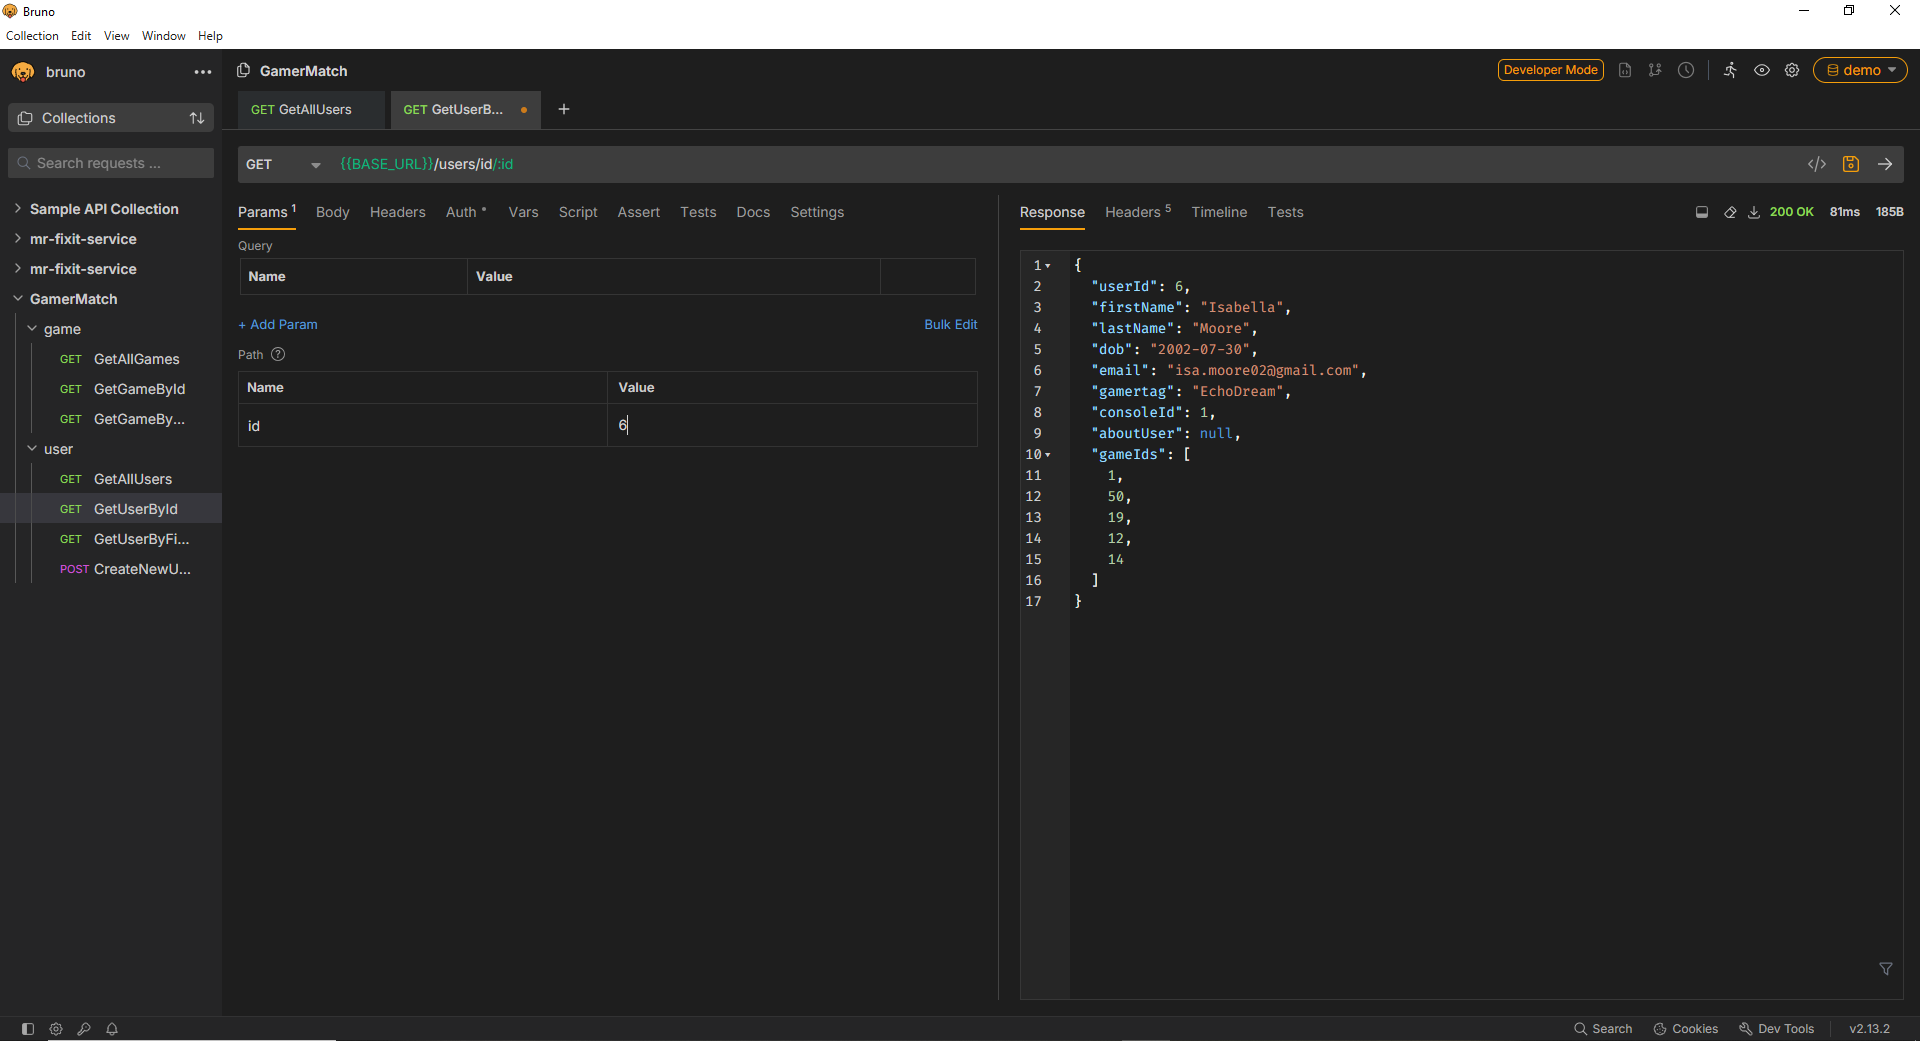 Bruno
Collection Edit View Window Help
bruno
GamerMatch
Developer Mode
demo
Collections
GET GetAllUsers
GET GetUserB...
+
Search requests ...
GET
{{BASE_URL}}/users/id/:id
Sample API Collection
mr-fixit-service
mr-fixit-service
GamerMatch
game
GET GetAllGames
GET GetGameById
GET GetGameBy...
user
GET GetAllUsers
GET GetUserById
GET GetUserByFi...
POST CreateNewU...
Params 1 Body Headers Auth Vars Script Assert Tests Docs Settings
Query
Name Value
+ Add Param Bulk Edit
Path ?
Name Value
id 6
Response Headers 5 Timeline Tests
200 OK 81ms 185B
1 {
2 "userId": 6,
3 "firstName": "Isabella",
4 "lastName": "Moore",
5 "dob": "2002-07-30",
6 "email": "isa.moore02@gmail.com",
7 "gamertag": "EchoDream",
8 "consoleId": 1,
9 "aboutUser": null,
10 "gameIds": [
11 1,
12 50,
13 19,
14 12,
15 14
16 ]
17 }
Search Cookies Dev Tools v2.13.2